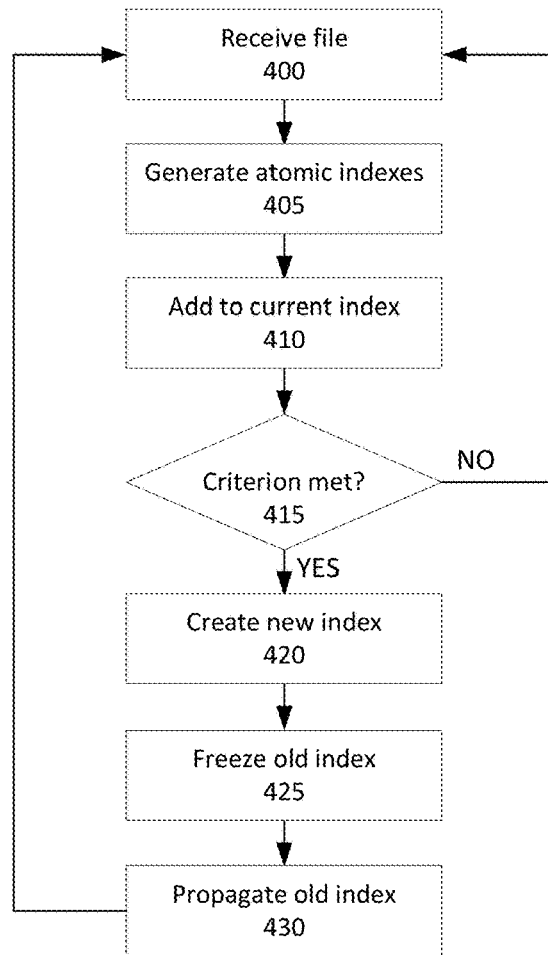 Receive file
400
Generate atomic indexes
405
Add to current index
410
Criterion met?
415
NO
YES
Create new index
420
Freeze old index
425
Propagate old index
430